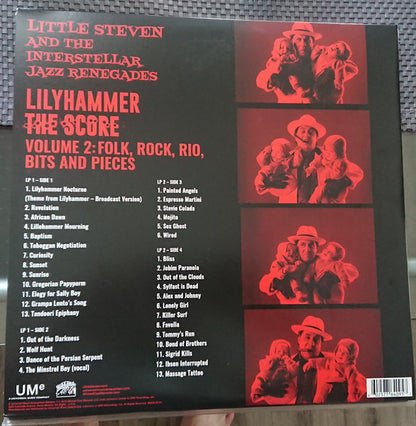 LITTLE STEVEN
AND THE
INTERSTELLAR
JAZZ RENEGADES
LILYHAMMER
THE SCORE
VOLUME 2: FOLK, ROCK, RIO,
BITS AND PIECES
LP 1 – SIDE 1
1. Lilyhammer Nocturne
(Theme from Lilyhammer – Broadcast Version)
2. Revelation
3. African Dawn
4. Lillehammer Mourning
5. Baptism
6. Toboggan Negotiation
7. Curiosity
8. Sunset
9. Sunrise
10. Gregorian Papyperm
11. Elegy for Sally Boy
12. Grampa Lento's Song
13. Tandoori Epiphany
LP 1 – SIDE 2
1. Out of the Darkness
2. Wolf Hunt
3. Dance of the Persian Serpent
4. The Minstrel Boy (vocal)
LP 2 – SIDE 3
1. Painted Angels
2. Espresso Martini
3. Stevie Colada
4. Mojito
5. Sex Ghost
6. Wired
LP 2 – SIDE 4
1. Bliss
2. Jobim Paranoia
3. Out of the Clouds
4. Sylfest is Dead
5. Alex and Johnny
6. Lonely Girl
7. Killer Surf
8. Favella
9. Tommy's Run
10. Bond of Brothers
11. Sigrid Kills
12. Ibsen Interrupted
13. Massage Tattoo
UMe
A UNIVERSAL MUSIC COMPANY